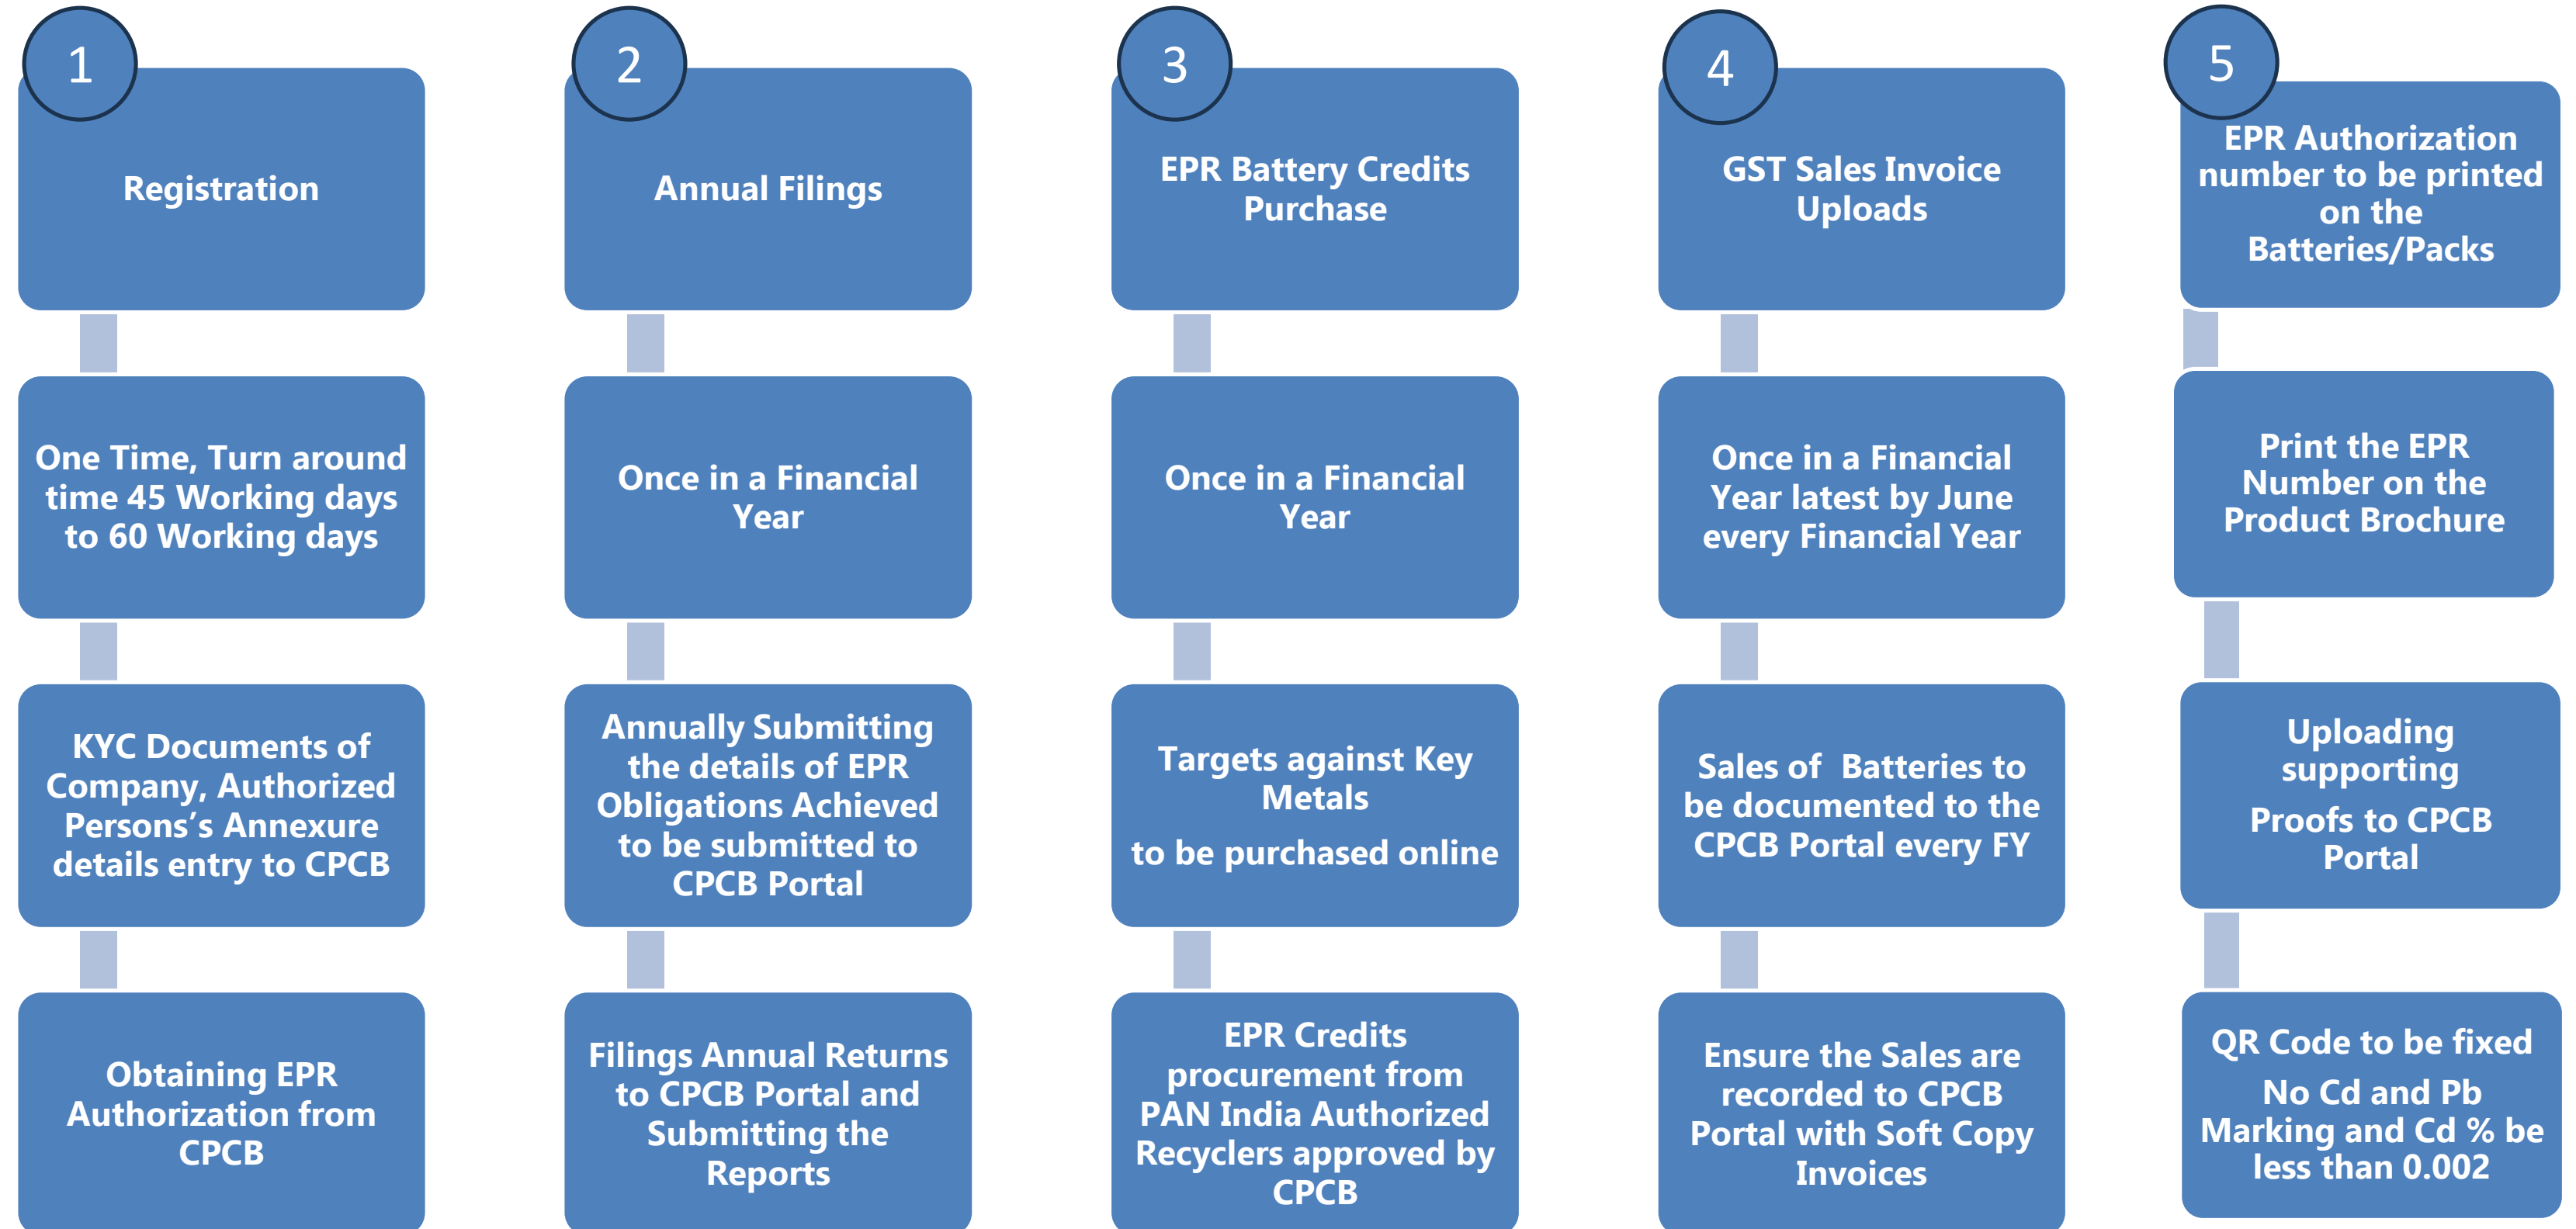 1
Registration
One Time, Turn around
time 45 Working days
to 60 Working days
KYC Documents of
Company, Authorized
Persons’s Annexure
details entry to CPCB
Obtaining EPR
Authorization from
CPCB
2
Annual Filings
Once in a Financial
Year
Annually Submitting
the details of EPR
Obligations Achieved
to be submitted to
CPCB Portal
Filings Annual Returns
to CPCB Portal and
Submitting the
Reports
3
EPR Battery Credits
Purchase
Once in a Financial
Year
Targets against Key
Metals
to be purchased online
EPR Credits
procurement from
PAN India Authorized
Recyclers approved by
CPCB
4
GST Sales Invoice
Uploads
Once in a Financial
Year latest by June
every Financial Year
Sales of Batteries to
be documented to the
CPCB Portal every FY
Ensure the Sales are
recorded to CPCB
Portal with Soft Copy
Invoices
5
EPR Authorization
number to be printed
on the
Batteries/Packs
Print the EPR
Number on the
Product Brochure
Uploading
supporting
Proofs to CPCB
Portal
QR Code to be fixed
No Cd and Pb
Marking and Cd % be
less than 0.002